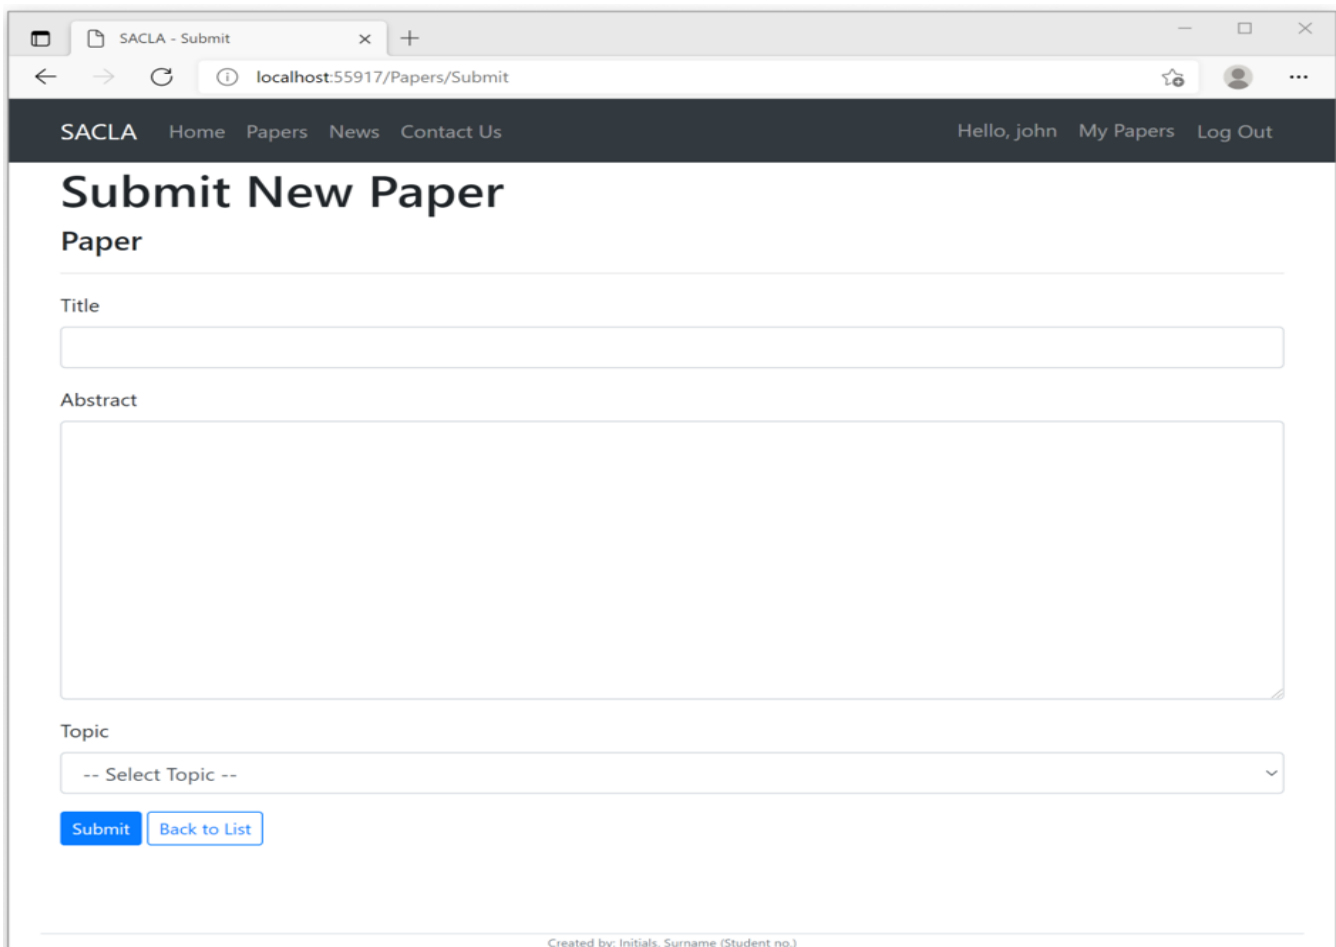 SACLA - Submit
localhost:55917/Papers/Submit
SACLA Home Papers News Contact Us Hello, john My Papers Log Out
Submit New Paper
Paper
Title
Abstract
Topic
-- Select Topic --
Submit Back to List
Created by: Initials. Surname (Student no.)